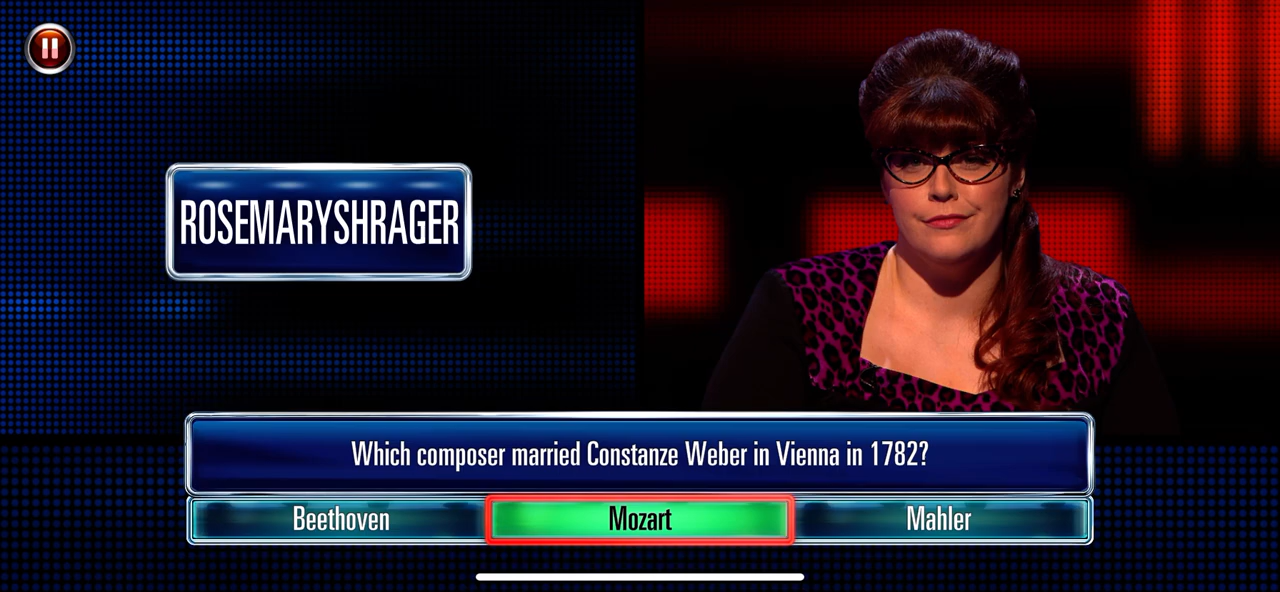 ROSEMARYSHRAGER
Which composer married Constanze Weber in Vienna in 1782?
Beethoven
Mozart
Mahler